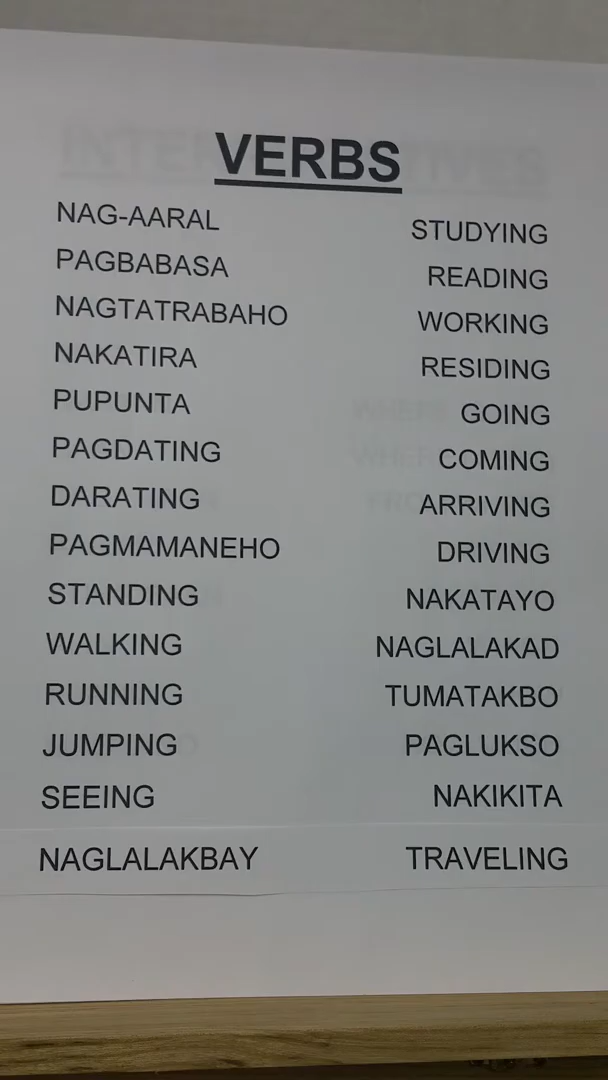 VERBS
NAG-AARAL STUDYING
PAGBABASA READING
NAGTATRABAHO WORKING
NAKATIRA RESIDING
PUPUNTA GOING
PAGDATING COMING
DARATING ARRIVING
PAGMAMANEHO DRIVING
STANDING NAKATAYO
WALKING NAGLALAKAD
RUNNING TUMATAKBO
JUMPING PAGLUKSO
SEEING NAKIKITA
NAGLALAKBAY TRAVELING